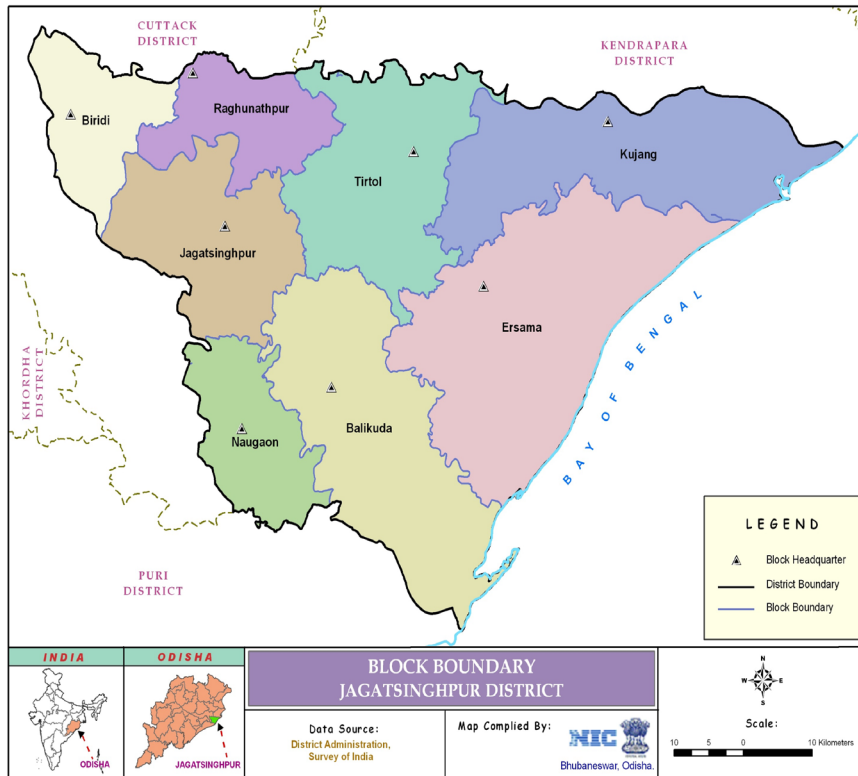 CUTTACK
DISTRICT
KENDRAPARA
DISTRICT
Biridi
Raghunathpur
Kujang
Tirtol
Jagatsinghpur
Ersama
KHORDHA
DISTRICT
BAY OF BENGAL
Naugaon
Balikuda
PURI
DISTRICT
LEGEND
Block Headquarter
District Boundary
Block Boundary
INDIA
ODISHA
ODISHA
JAGATSINGHPUR
BLOCK BOUNDARY
JAGATSINGHPUR DISTRICT
Data Source:
District Administration,
Survey of India
Map Complied By:
NIC
Bhubaneswar, Odisha.
N
W E
S
Scale:
10 5 0 10 Kilometers